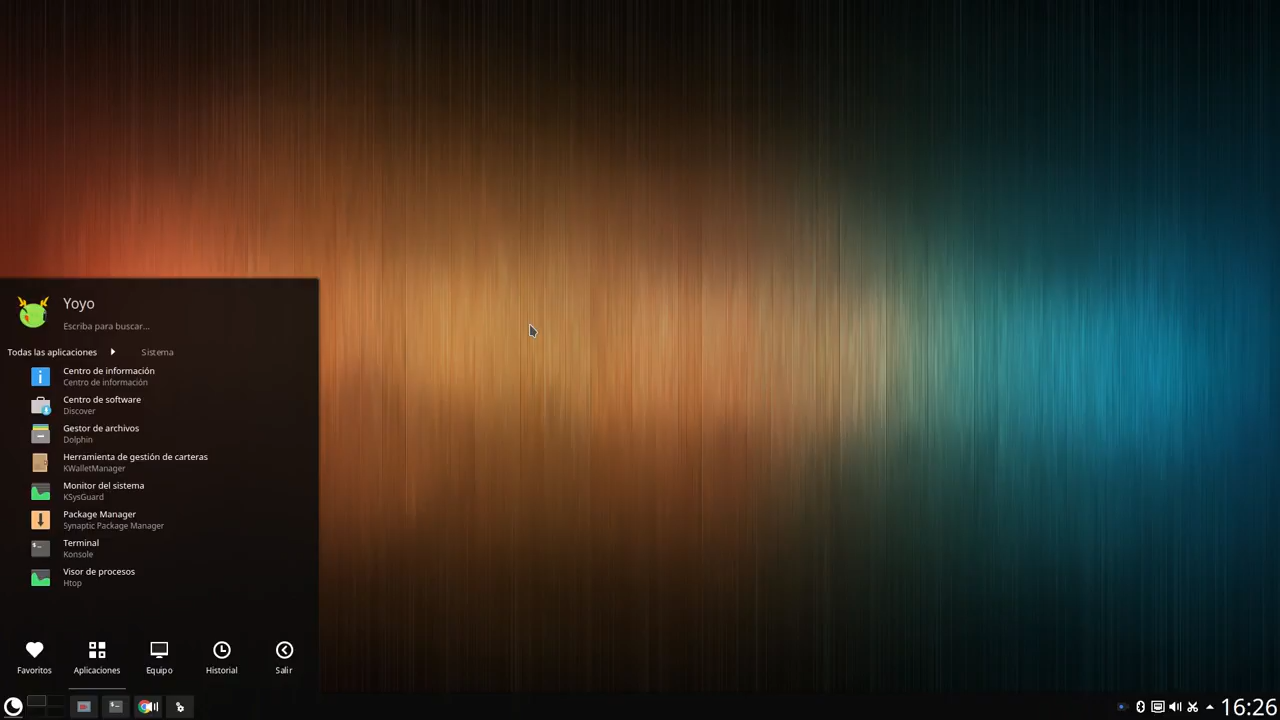 Yoyo
Escriba para buscar...
Todas las aplicaciones Sistema
Centro de información
Centro de información
Centro de software
Discover
Gestor de archivos
Dolphin
Herramienta de gestión de carteras
KWalletManager
Monitor del sistema
KSysGuard
Package Manager
Synaptic Package Manager
Terminal
Konsole
Visor de procesos
Htop
Favoritos Aplicaciones Equipo Historial Salir
16:26